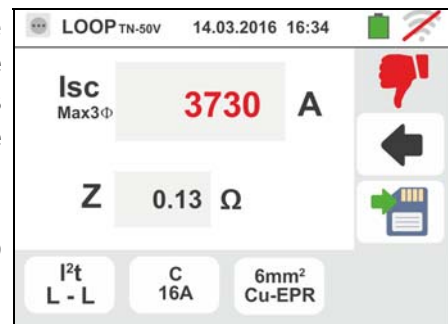 LOOP TN-50V 14.03.2016 16:34
Isc 3730 A
Max3Φ
Z 0.13 Ω
I²t C 6mm²
L - L 16A Cu-EPR